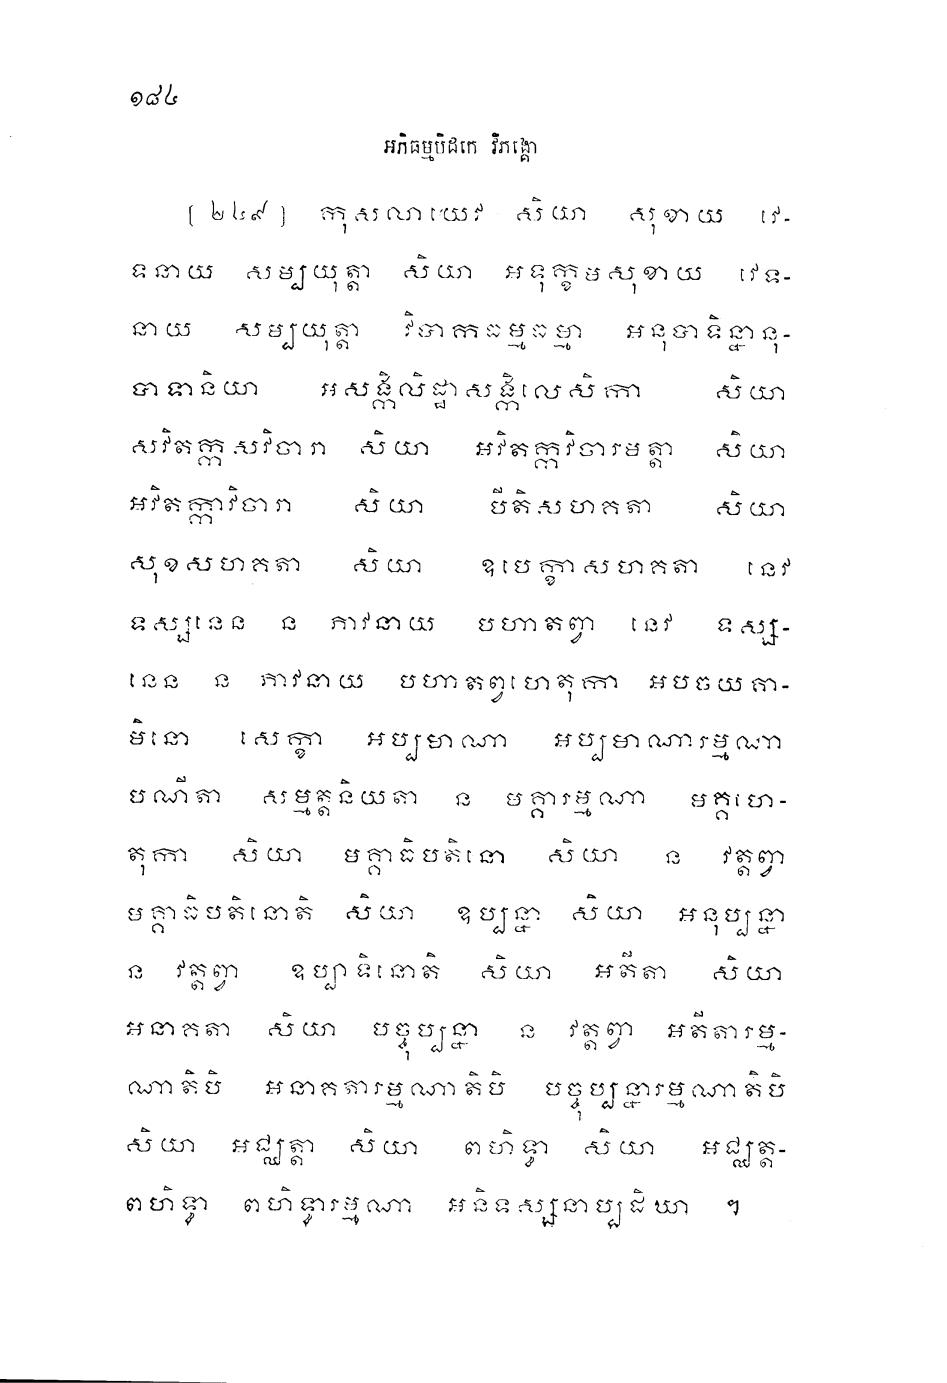 ១៨៤
អភិធម្មបិដកេ វិភង្គោ
[ ២៤៩ ] កុសលាយេវ សិយា សុខាយ វេ-
ទនាយ សម្បយុត្តា សិយា អទុក្ខមសុខាយ វេទ-
នាយ សម្បយុត្តា វិបាកធម្មធម្មា អនុបាទិន្នានុ-
បាទានិយា អសង្កិលិដ្ឋាសង្កិលេសិកា សិយា
សវិតក្កសវិចារា សិយា អវិតក្កវិចារមត្តា សិយា
អវិតក្កាវិចារា សិយា បីតិសហគតា សិយា
សុខសហគតា សិយា ឧបេក្ខាសហគតា នេវ
ទស្សនេន ន ភាវនាយ បហាតព្វា នេវ ទស្ស-
នេន ន ភាវនាយ បហាតព្វហេតុកា អបចយគា-
មិនោ សេក្ខា អប្បមាណា អប្បមាណារម្មណា
បណីតា សម្មត្តនិយតា ន មគ្គារម្មណា មគ្គហេ-
តុកា សិយា មគ្គាធិបតិនោ សិយា ន វត្តព្វា
មគ្គាធិបតិនោតិ សិយា ឧប្បន្នា សិយា អនុប្បន្នា
ន វត្តព្វា ឧប្បាទិនោតិ សិយា អតីតា សិយា
អនាគតា សិយា បច្ចុប្បន្នា ន វត្តព្វា អតីតារម្ម-
ណាតិបិ អនាគតារម្មណាតិបិ បច្ចុប្បន្នារម្មណាតិបិ
សិយា អជ្ឈត្តា សិយា ពហិទ្ធា សិយា អជ្ឈត្ត-
ពហិទ្ធា ពហិទ្ធារម្មណា អនិទស្សនាប្បដិឃា ។